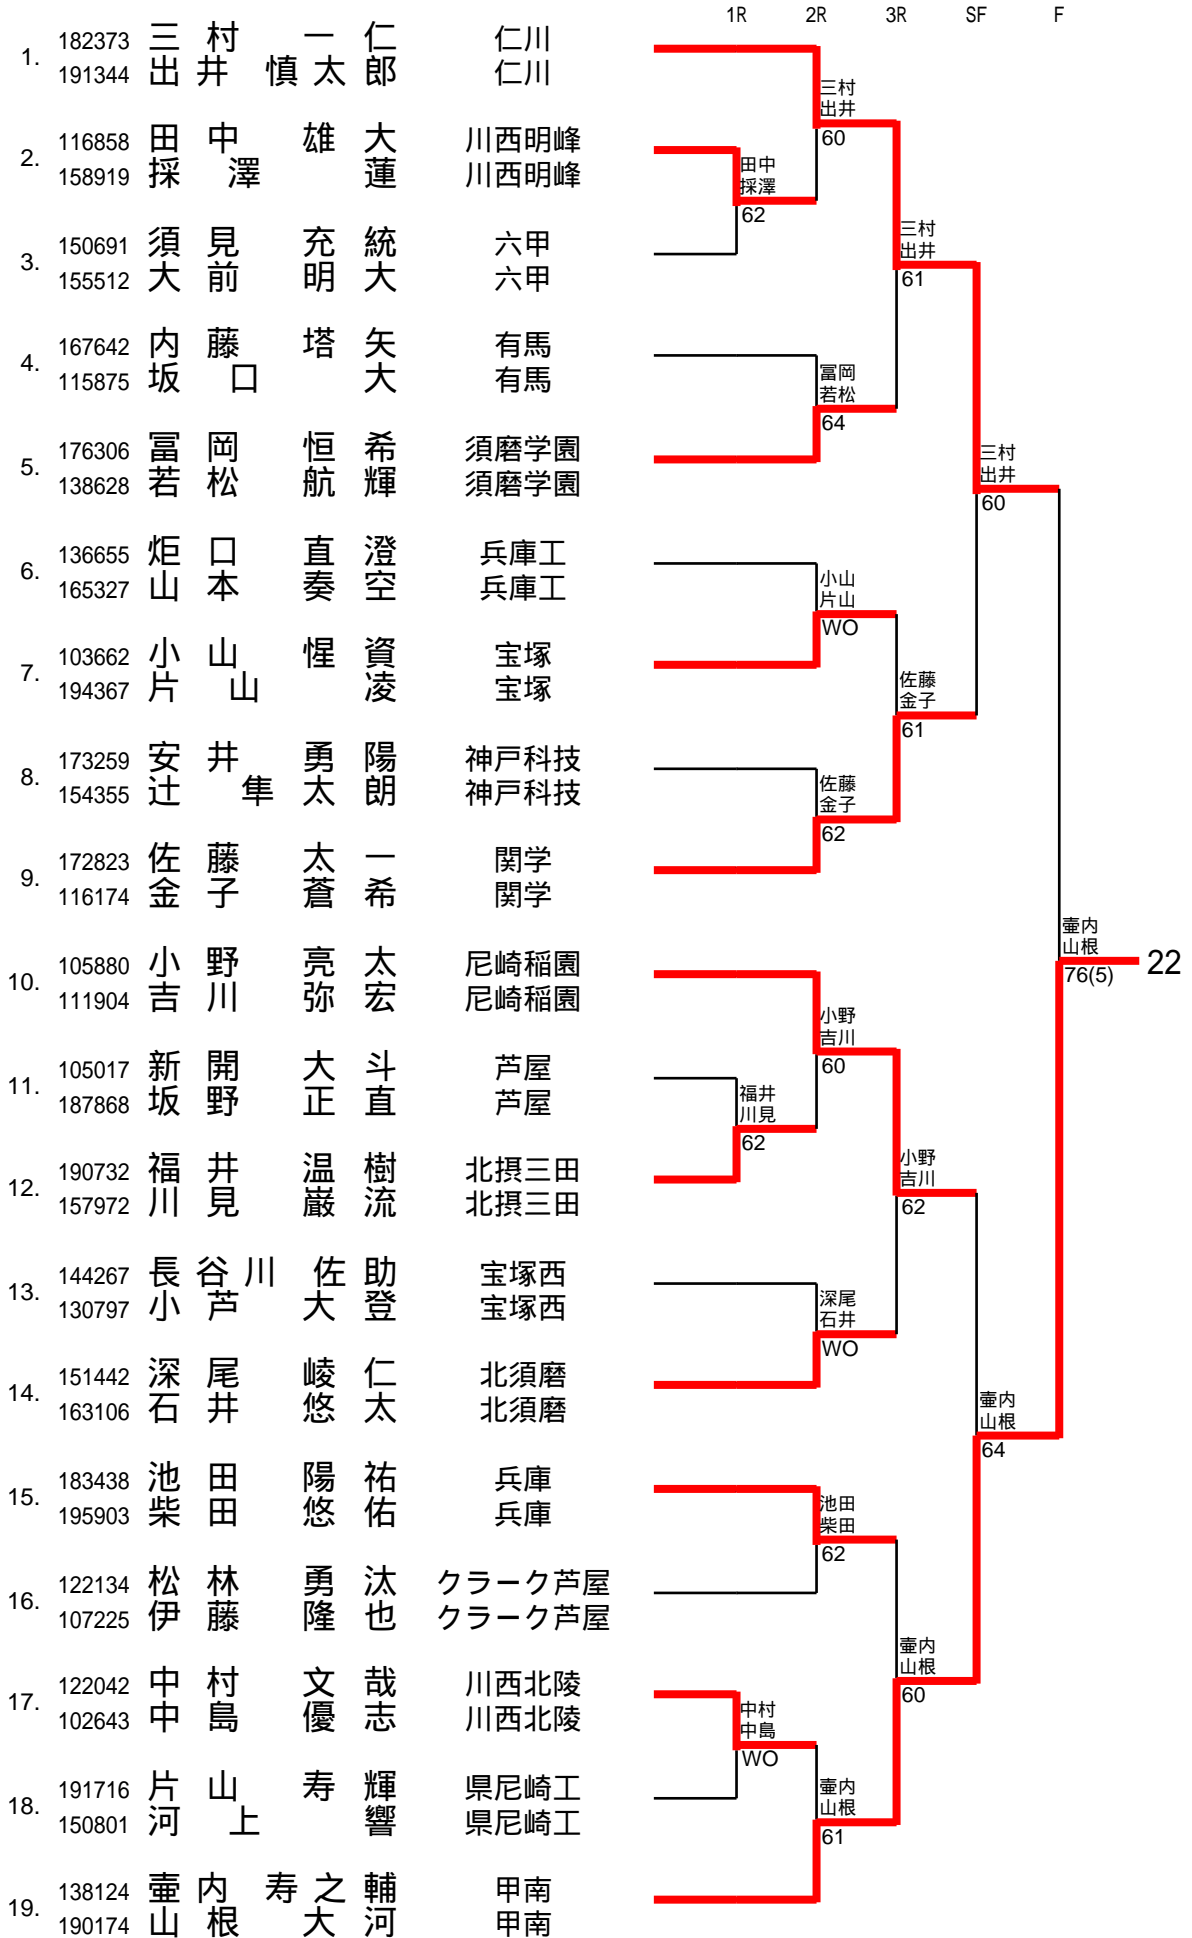 1R 2R 3R SF F
1. 182373 三村 一仁 仁川
191344 出井 慎太郎 仁川
2. 116858 田中 雄大 川西明峰
158919 採澤 蓮 川西明峰
3. 150691 須見 充統 六甲
155512 大前 明大 六甲
4. 167642 内藤 塔矢 有馬
115875 坂口 大 有馬
5. 176306 冨岡 恒希 須磨学園
138628 若松 航輝 須磨学園
6. 136655 炬口 直澄 兵庫工
165327 山本 奏空 兵庫工
7. 103662 小山 惺資 宝塚
194367 片山 凌 宝塚
8. 173259 安井 勇陽 神戸科技
154355 辻 隼太朗 神戸科技
9. 172823 佐藤 太一 関学
116174 金子 蒼希 関学
10. 105880 小野 亮太 尼崎稲園
111904 吉川 弥宏 尼崎稲園
11. 105017 新開 大斗 芦屋
187868 坂野 正直 芦屋
12. 190732 福井 温樹 北摂三田
157972 川見 巌流 北摂三田
13. 144267 長谷川 佐助 宝塚西
130797 小芦 大登 宝塚西
14. 151442 深尾 崚仁 北須磨
163106 石井 悠太 北須磨
15. 183438 池田 陽祐 兵庫
195903 柴田 悠佑 兵庫
16. 122134 松林 勇汰 クラーク芦屋
107225 伊藤 隆也 クラーク芦屋
17. 122042 中村 文哉 川西北陵
102643 中島 優志 川西北陵
18. 191716 片山 寿輝 県尼崎工
150801 河上 響 県尼崎工
19. 138124 壷内 寿之輔 甲南
190174 山根 大河 甲南
田中
採澤
62
福井
川見
62
中村
中島
WO
三村
出井
60
冨岡
若松
64
小山
片山
WO
佐藤
金子
62
小野
吉川
60
深尾
石井
WO
池田
柴田
62
壷内
山根
61
三村
出井
61
佐藤
金子
61
小野
吉川
62
壷内
山根
60
三村
出井
60
壷内
山根
64
壷内
山根
76(5)
22